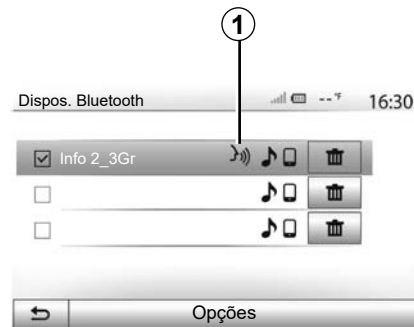 1
Dispos. Bluetooth --°F 16:30
Info 2_3Gr
Opções